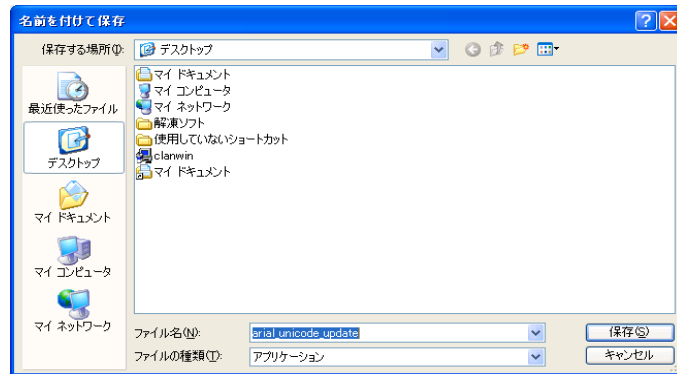 名前を付けて保存
保存する場所(I): デスクトップ
最近使ったファイル
デスクトップ
マイ ドキュメント
マイ コンピュータ
マイ ネットワーク
マイ ドキュメント
マイ コンピュータ
マイ ネットワーク
解凍ソフト
使用していないショートカット
clamwin
マイ ドキュメント
ファイル名(N): arial_unicode_update 保存(S)
ファイルの種類(T): アプリケーション キャンセル